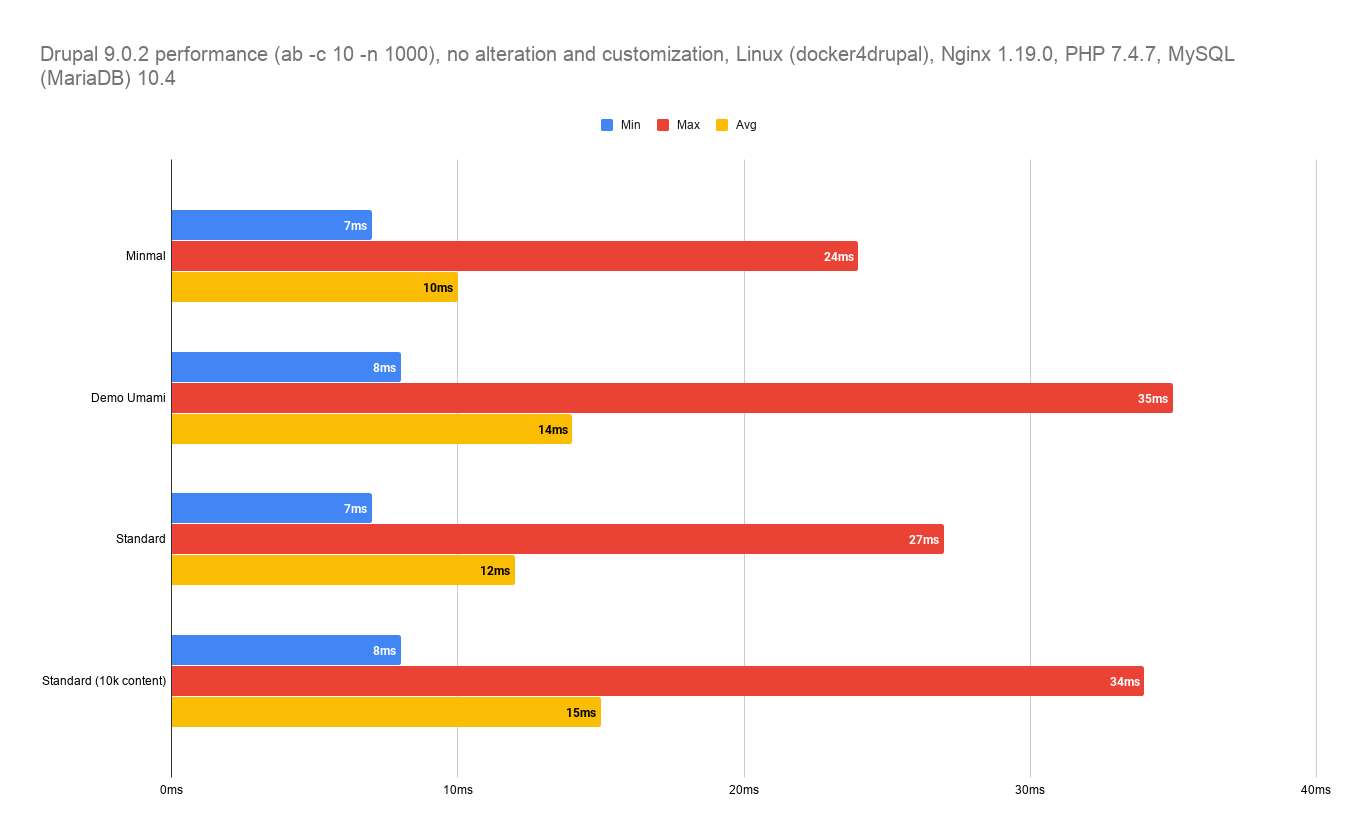 Drupal 9.0.2 performance (ab -c 10 -n 1000), no alteration and customization, Linux (docker4drupal), Nginx 1.19.0, PHP 7.4.7, MySQL
(MariaDB) 10.4
Min Max Avg
7ms
Minmal 24ms
10ms
8ms
Demo Umami 35ms
14ms
7ms
Standard 27ms
12ms
8ms
Standard (10k content) 34ms
15ms
0ms 10ms 20ms 30ms 40ms